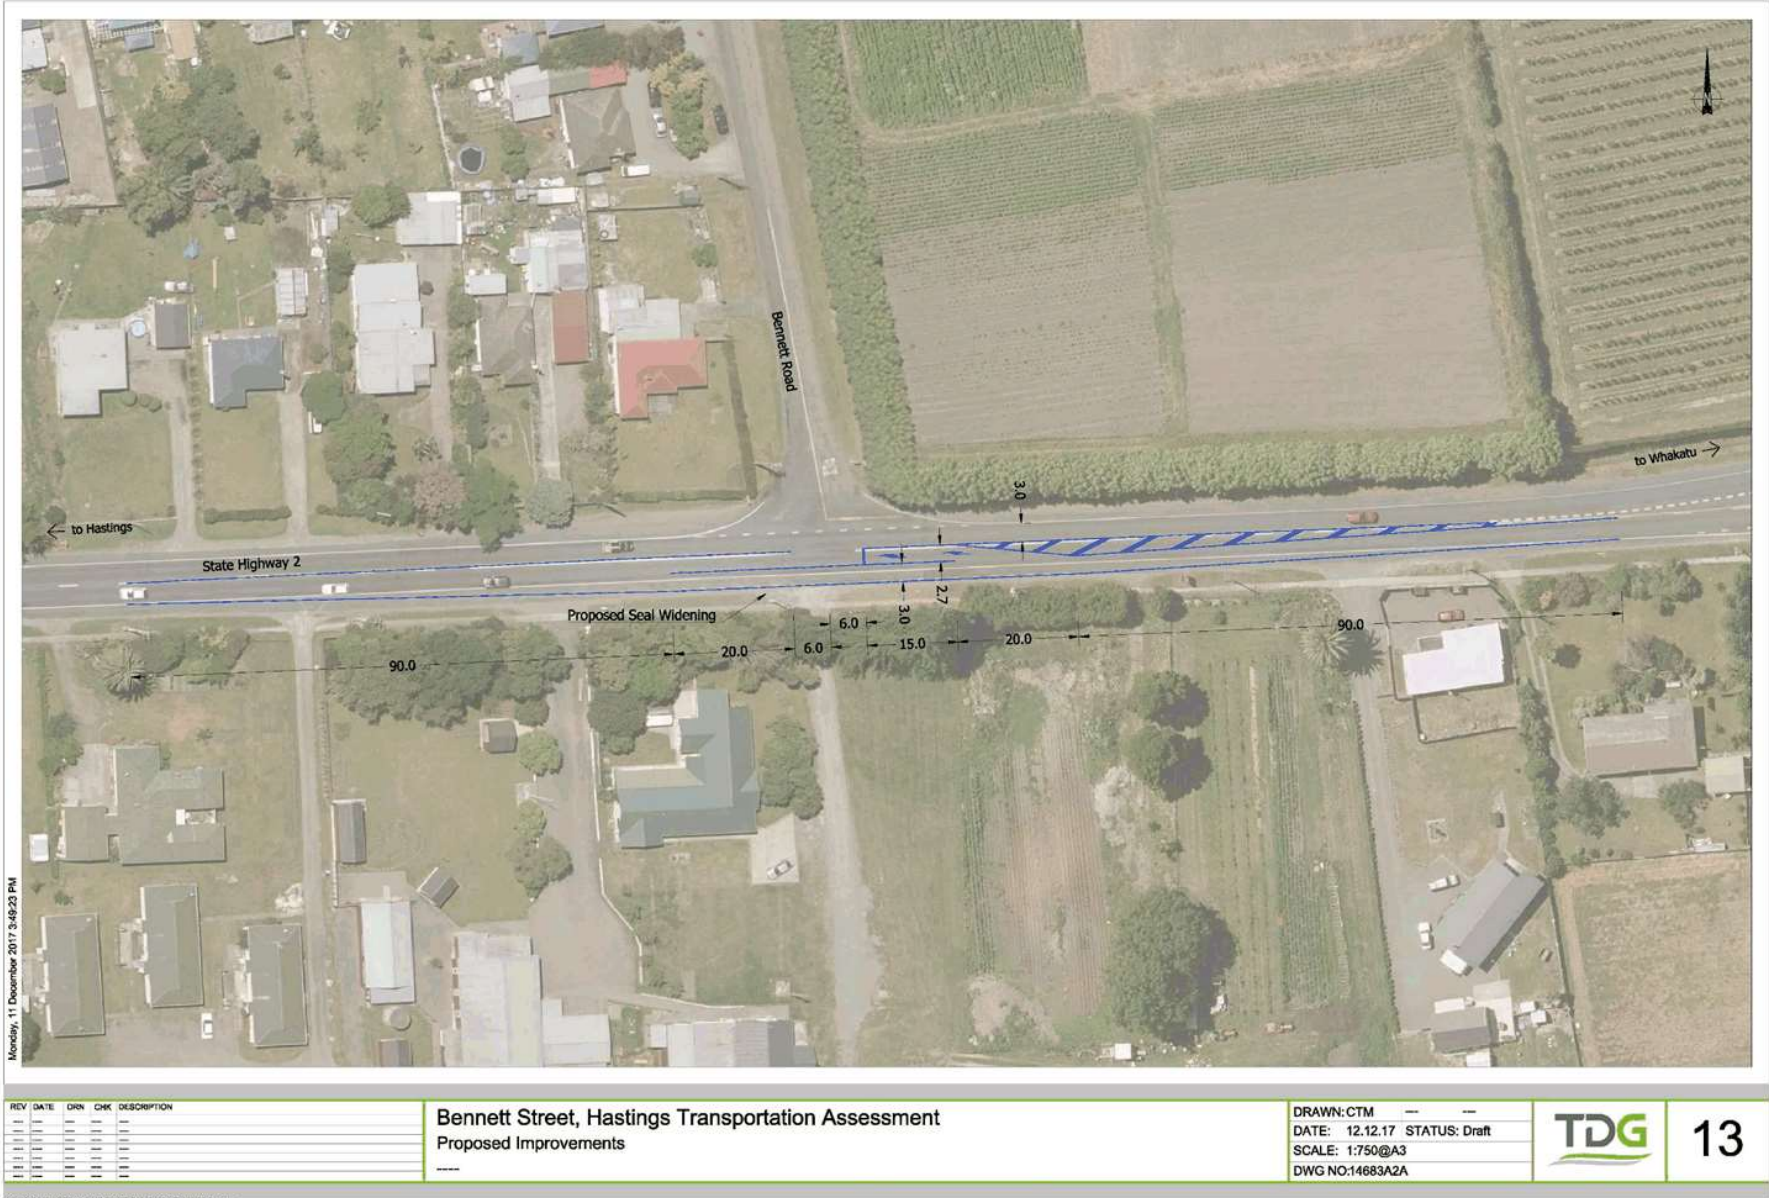 N
Bennett Road
3.0
to Whakatu
to Hastings
State Highway 2
Proposed Seal Widening
2.7
3.0
6.0
90.0
20.0
6.0
15.0
20.0
90.0
Monday, 11 December 2017 3:49:23 PM
REV DATE DRN CHK DESCRIPTION
Bennett Street, Hastings Transportation Assessment
Proposed Improvements
----
DRAWN: CTM --- ---
DATE: 12.12.17 STATUS: Draft
SCALE: 1:750@A3
DWG NO:14683A2A
TDG
13